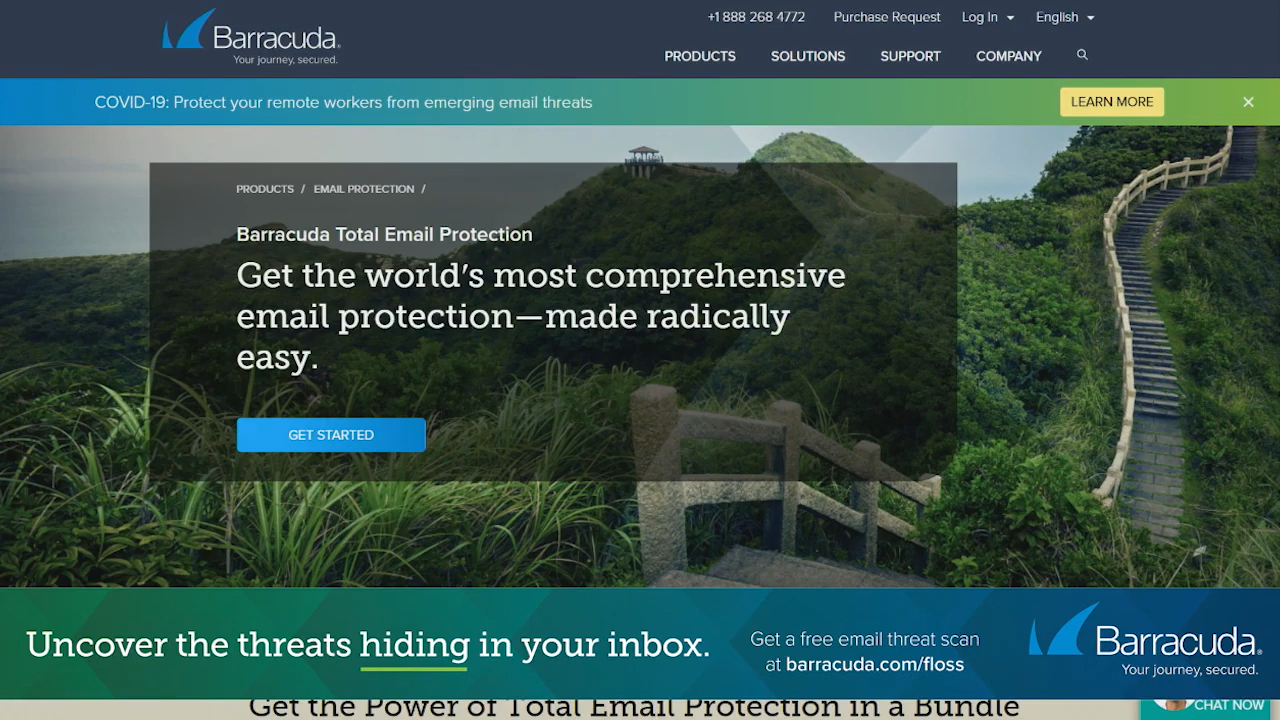 Barracuda
Your journey, secured.
+1 888 268 4772 Purchase Request Log In English
PRODUCTS SOLUTIONS SUPPORT COMPANY
COVID-19: Protect your remote workers from emerging email threats
LEARN MORE
PRODUCTS / EMAIL PROTECTION /
Barracuda Total Email Protection
Get the world’s most comprehensive
email protection—made radically
easy.
GET STARTED
Uncover the threats hiding in your inbox.
Get a free email threat scan
at barracuda.com/floss
Barracuda
Your journey, secured.
Get the Power of Total Email Protection in a Bundle
CHAT NOW